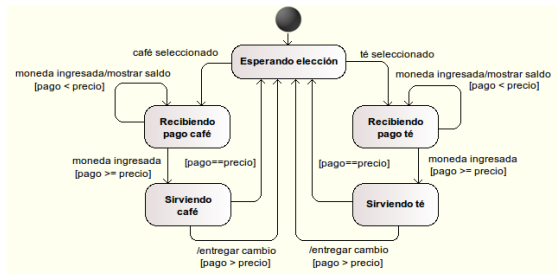 café seleccionado
té seleccionado
Esperando elección
moneda ingresada/mostrar saldo
[pago < precio]
moneda ingresada/mostrar saldo
[pago < precio]
Recibiendo
pago café
Recibiendo
pago té
moneda ingresada
[pago >= precio]
[pago==precio]
[pago==precio]
moneda ingresada
[pago >= precio]
Sirviendo
café
Sirviendo té
/entregar cambio
[pago > precio]
/entregar cambio
[pago > precio]